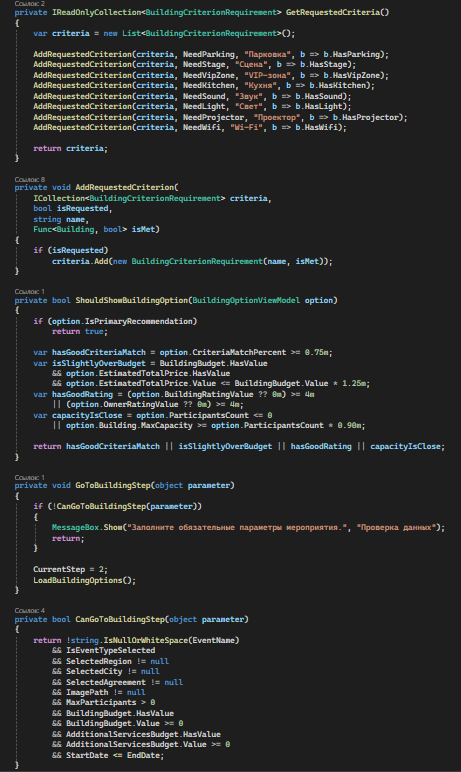 Ссылок: 2
private IReadOnlyCollection<BuildingCriterionRequirement> GetRequestedCriteria()
{
    var criteria = new List<BuildingCriterionRequirement>();

    AddRequestedCriterion(criteria, NeedParking, "Парковка", b => b.HasParking);
    AddRequestedCriterion(criteria, NeedStage, "Сцена", b => b.HasStage);
    AddRequestedCriterion(criteria, NeedVipZone, "VIP-зона", b => b.HasVipZone);
    AddRequestedCriterion(criteria, NeedKitchen, "Кухня", b => b.HasKitchen);
    AddRequestedCriterion(criteria, NeedSound, "Звук", b => b.HasSound);
    AddRequestedCriterion(criteria, NeedLight, "Свет", b => b.HasLight);
    AddRequestedCriterion(criteria, NeedProjector, "Проектор", b => b.HasProjector);
    AddRequestedCriterion(criteria, NeedWifi, "Wi-Fi", b => b.HasWifi);

    return criteria;
}

Ссылок: 8
private void AddRequestedCriterion(
    ICollection<BuildingCriterionRequirement> criteria,
    bool isRequested,
    string name,
    Func<Building, bool> isMet)
{
    if (isRequested)
        criteria.Add(new BuildingCriterionRequirement(name, isMet));
}

Ссылок: 1
private bool ShouldShowBuildingOption(BuildingOptionViewModel option)
{
    if (option.IsPrimaryRecommendation)
        return true;

    var hasGoodCriteriaMatch = option.CriteriaMatchPercent >= 0.75m;
    var isSlightlyOverBudget = BuildingBudget.HasValue
        && option.EstimatedTotalPrice.HasValue
        && option.EstimatedTotalPrice.Value <= BuildingBudget.Value * 1.25m;
    var hasGoodRating = (option.BuildingRatingValue ?? 0m) >= 4m
        || (option.OwnerRatingValue ?? 0m) >= 4m;
    var capacityIsClose = option.ParticipantsCount <= 0
        || option.Building.MaxCapacity >= option.ParticipantsCount * 0.90m;

    return hasGoodCriteriaMatch || isSlightlyOverBudget || hasGoodRating || capacityIsClose;
}

Ссылок: 1
private void GoToBuildingStep(object parameter)
{
    if (!CanGoToBuildingStep(parameter))
    {
        MessageBox.Show("Заполните обязательные параметры мероприятия.", "Проверка данных");
        return;
    }

    CurrentStep = 2;
    LoadBuildingOptions();
}

Ссылок: 4
private bool CanGoToBuildingStep(object parameter)
{
    return !string.IsNullOrWhiteSpace(EventName)
        && IsEventTypeSelected
        && SelectedRegion != null
        && SelectedCity != null
        && SelectedAgreement != null
        && ImagePath != null
        && MaxParticipants > 0
        && BuildingBudget.HasValue
        && BuildingBudget.Value >= 0
        && AdditionalServicesBudget.HasValue
        && AdditionalServicesBudget.Value >= 0
        && StartDate <= EndDate;
}